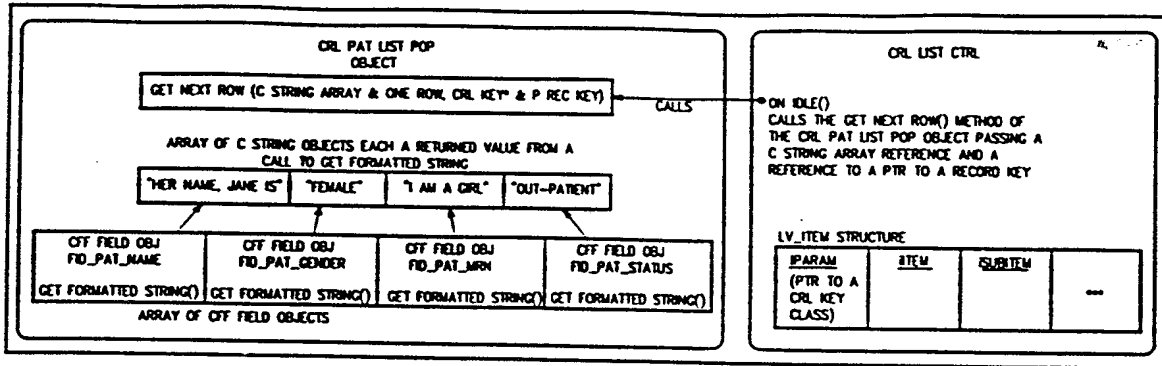 CRL PAT LIST POP
OBJECT
GET NEXT ROW (C STRING ARRAY & ONE ROW, CRL KEY* & P REC KEY)
CALLS
ARRAY OF C STRING OBJECTS EACH A RETURNED VALUE FROM A
CALL TO GET FORMATTED STRING
"HER NAME, JANE IS" "FEMALE" "I AM A GIRL" "OUT-PATIENT"
CFF FIELD OBJ CFF FIELD OBJ CFF FIELD OBJ CFF FIELD OBJ
FID_PAT_NAME FID_PAT_GENDER FID_PAT_MRN FID_PAT_STATUS
GET FORMATTED STRING() GET FORMATTED STRING() GET FORMATTED STRING() GET FORMATTED STRING()
ARRAY OF CFF FIELD OBJECTS
CRL LIST CTRL
ON IDLE()
CALLS THE GET NEXT ROW() METHOD OF
THE CRL PAT LIST POP OBJECT PASSING A
C STRING ARRAY REFERENCE AND A
REFERENCE TO A PTR TO A RECORD KEY
LV_ITEM STRUCTURE
IPARAM IITEM ISUBITEM •••
(PTR TO A
CRL KEY
CLASS)